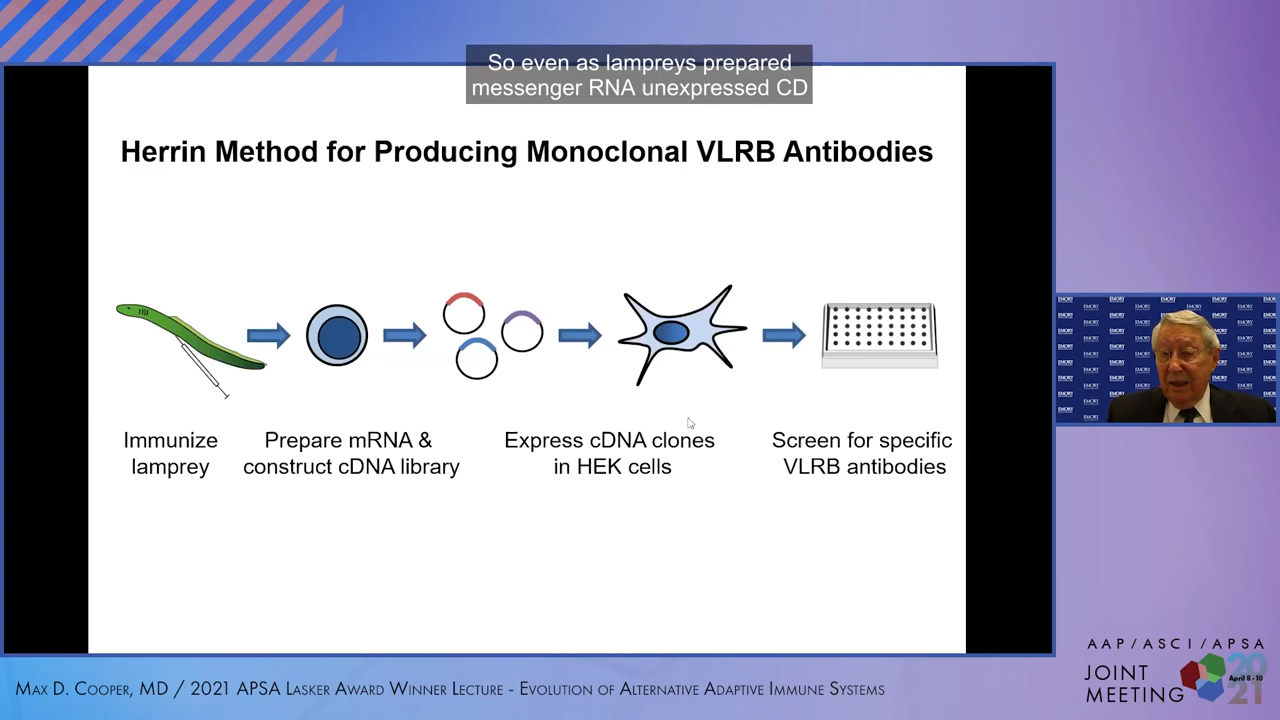 So even as lampreys prepared
messenger RNA unexpressed CD
Herrin Method for Producing Monoclonal VLRB Antibodies
Immunize
lamprey
Prepare mRNA &
construct cDNA library
Express cDNA clones
in HEK cells
Screen for specific
VLRB antibodies
EMORY
AAP/ASCI/APSA
JOINT
MEETING
2021
April 8-10
Max D. Cooper, MD / 2021 APSA Lasker Award Winner Lecture - Evolution of Alternative Adaptive Immune Systems